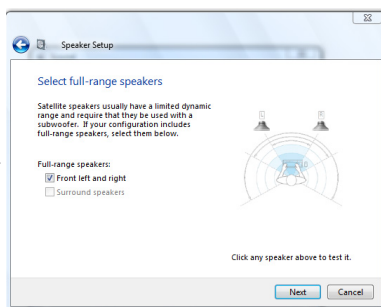 Speaker Setup
Select full-range speakers
Satellite speakers usually have a limited dynamic
range and require that they be used with a
subwoofer. If your configuration includes
full-range speakers, select them below.
Full-range speakers:
Front left and right
Surround speakers
L R
Click any speaker above to test it.
Next Cancel